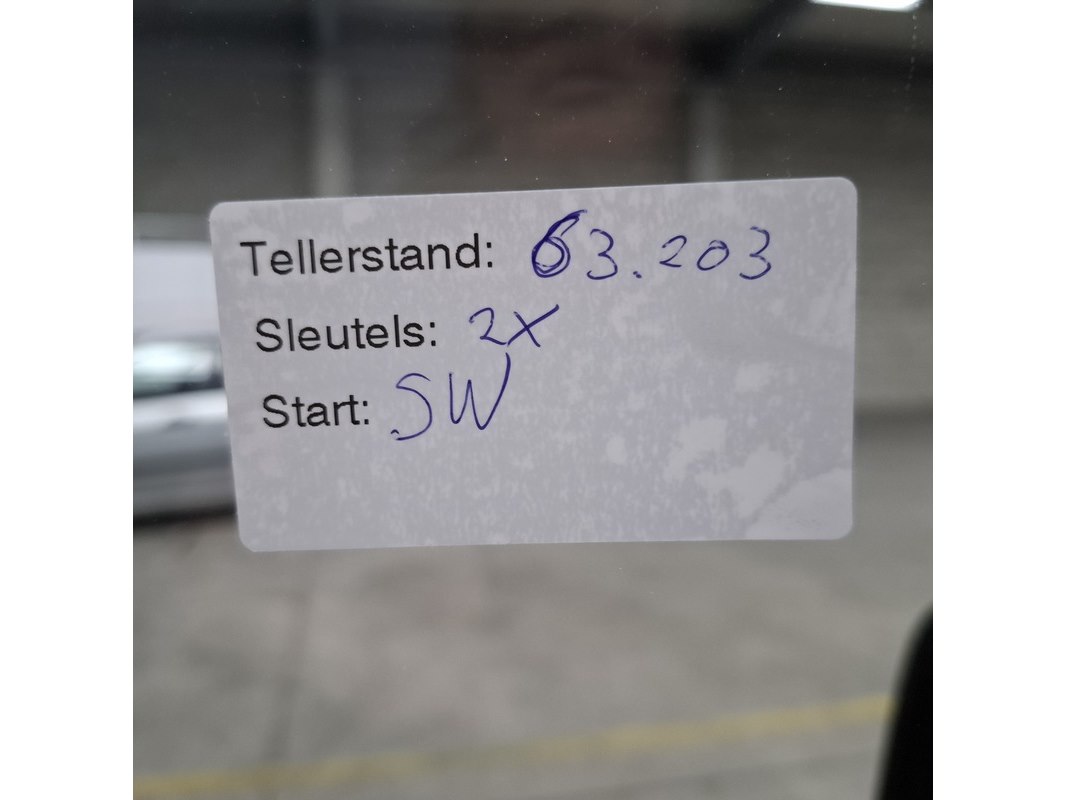 Tellerstand: 63.203
Sleutels: 2x
Start: SW